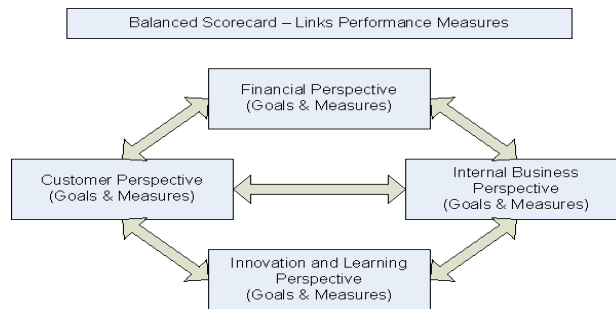 Balanced Scorecard – Links Performance Measures
Financial Perspective
(Goals & Measures)
Customer Perspective
(Goals & Measures)
Internal Business
Perspective
(Goals & Measures)
Innovation and Learning
Perspective
(Goals & Measures)